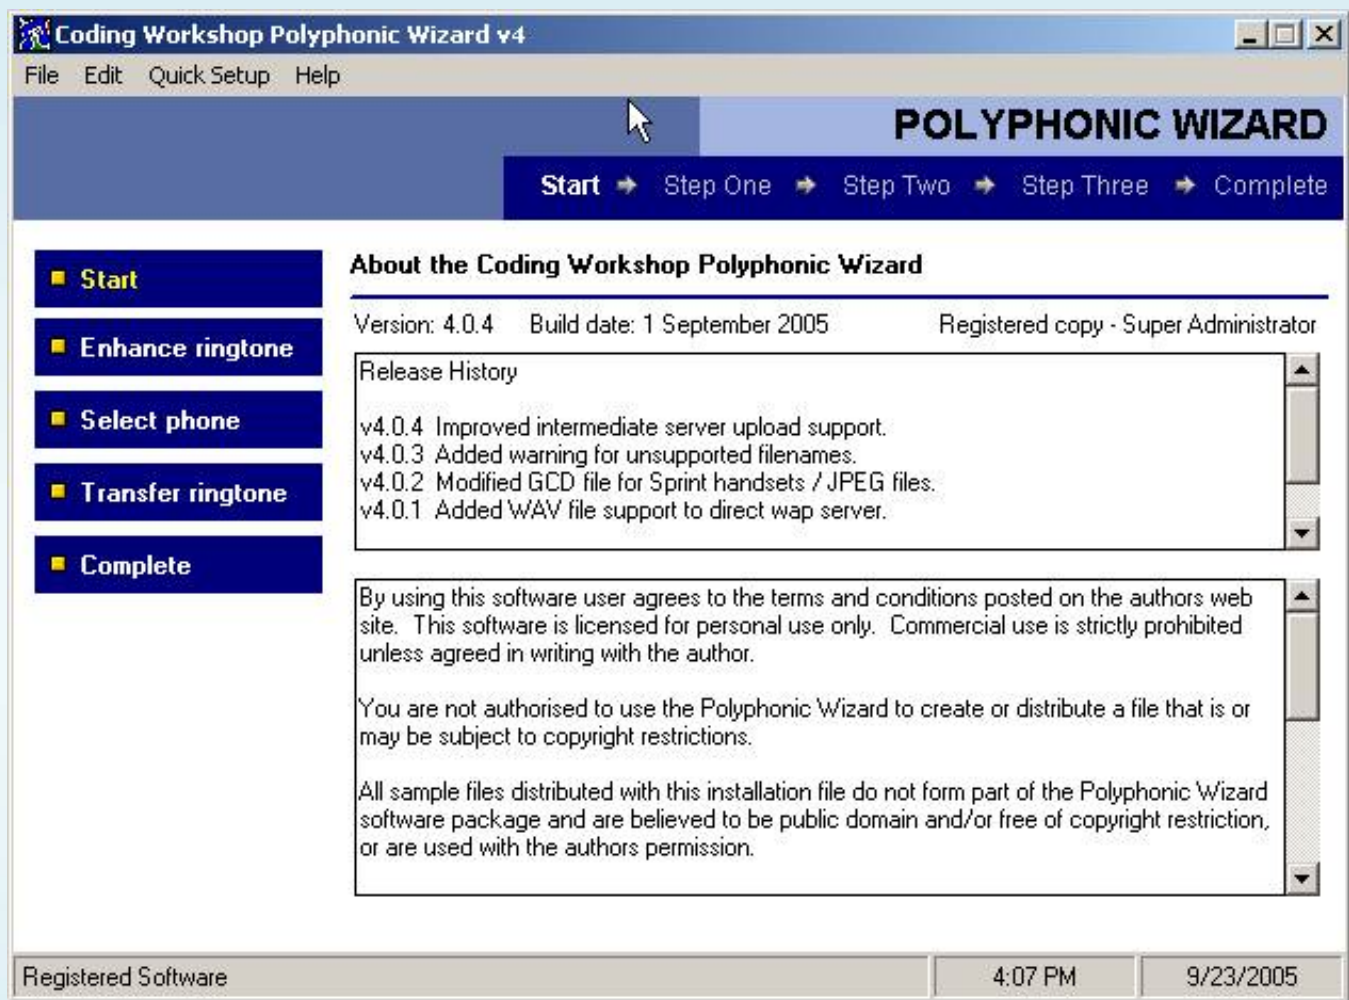 Coding Workshop Polyphonic Wizard v4
File Edit Quick Setup Help
POLYPHONIC WIZARD
Start Step One Step Two Step Three Complete
Start
Enhance ringtone
Select phone
Transfer ringtone
Complete
About the Coding Workshop Polyphonic Wizard
Version: 4.0.4 Build date: 1 September 2005 Registered copy - Super Administrator
Release History
v4.0.4 Improved intermediate server upload support.
v4.0.3 Added warning for unsupported filenames.
v4.0.2 Modified GCD file for Sprint handsets / JPEG files.
v4.0.1 Added WAV file support to direct wap server.
By using this software user agrees to the terms and conditions posted on the authors web
site. This software is licensed for personal use only. Commercial use is strictly prohibited
unless agreed in writing with the author.
You are not authorised to use the Polyphonic Wizard to create or distribute a file that is or
may be subject to copyright restrictions.
All sample files distributed with this installation file do not form part of the Polyphonic Wizard
software package and are believed to be public domain and/or free of copyright restriction,
or are used with the authors permission.
Registered Software 4:07 PM 9/23/2005